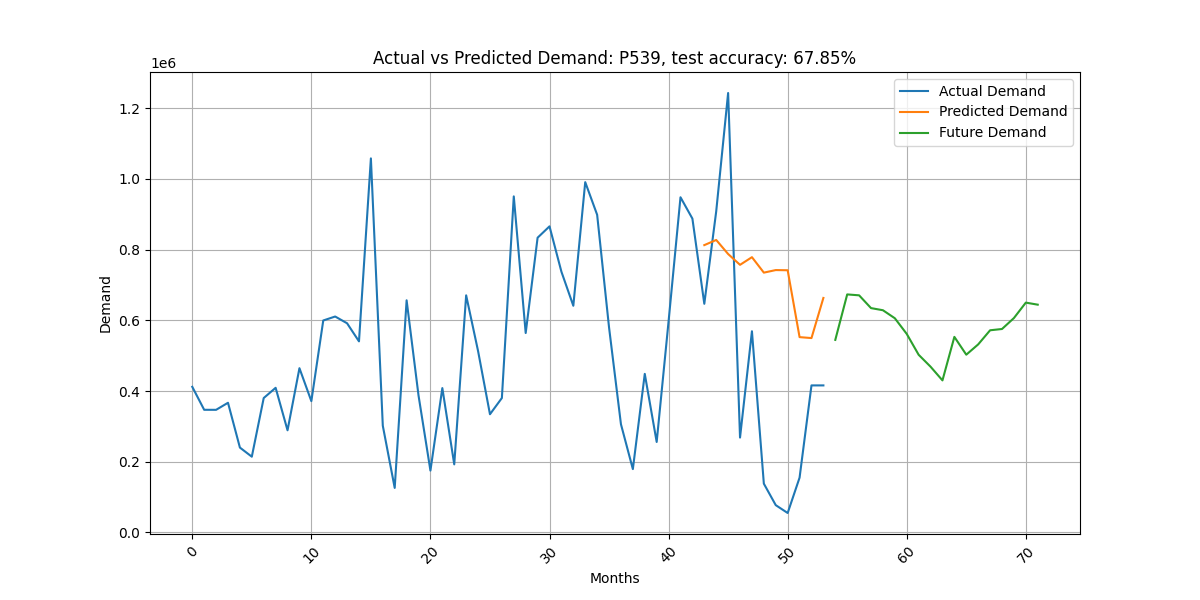 Actual vs Predicted Demand: P539, test accuracy: 67.85%
1e6
Actual Demand
Predicted Demand
Future Demand
1.2
1.0
0.8
0.6
0.4
0.2
0.0
Demand
0 10 20 30 40 50 60 70
Months